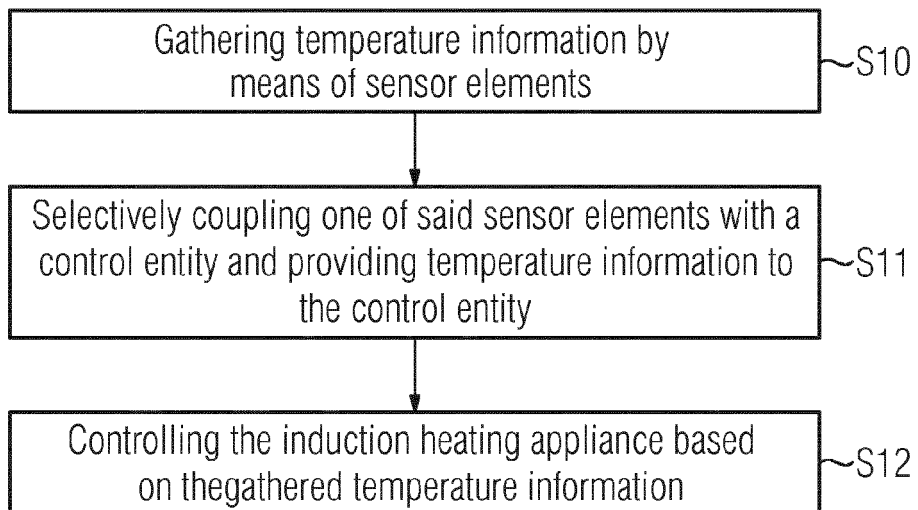 Gathering temperature information by
means of sensor elements
S10
Selectively coupling one of said sensor elements with a
control entity and providing temperature information to
the control entity
S11
Controlling the induction heating appliance based
on thegathered temperature information
S12